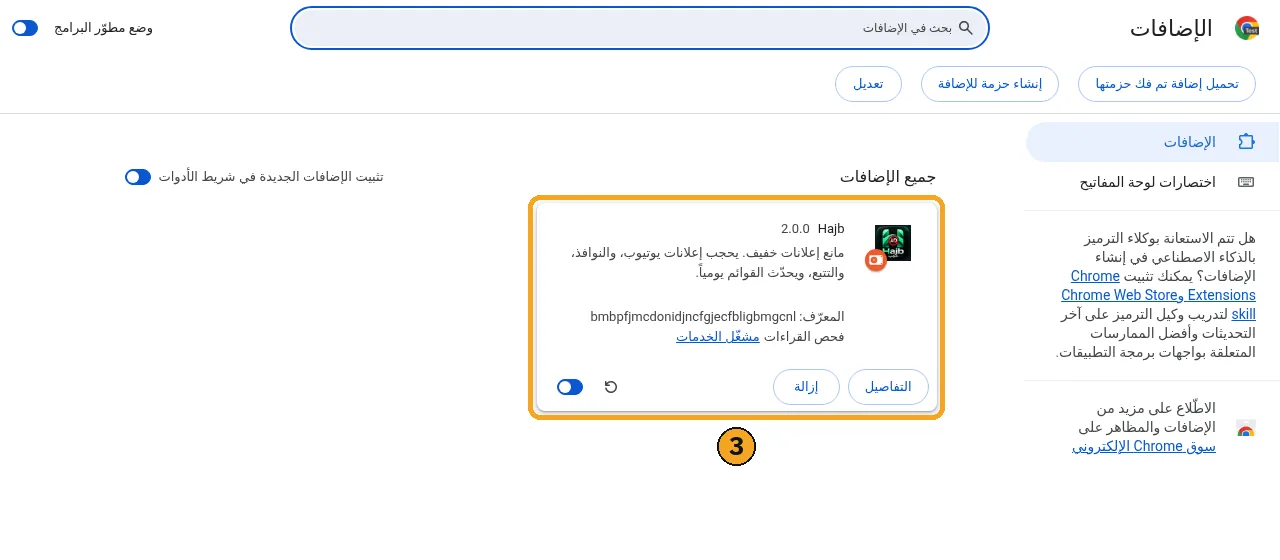 الإضافات
بحث في الإضافات
وضع مطوّر البرامج
تحميل إضافة تم فك حزمتها
إنشاء حزمة للإضافة
تعديل
الإضافات
اختصارات لوحة المفاتيح
هل تتم الاستعانة بوكلاء الترميز
بالذكاء الاصطناعي في إنشاء
الإضافات؟ يمكنك تثبيت Chrome
Extensions وChrome Web Store
skill لتدريب وكيل الترميز على آخر
التحديثات وأفضل الممارسات
المتعلقة بواجهات برمجة التطبيقات.
الاطّلاع على مزيد من
الإضافات والمظاهر على
سوق Chrome الإلكتروني
جميع الإضافات
تثبيت الإضافات الجديدة في شريط الأدوات
Hajb 2.0.0
مانع إعلانات خفيف. يحجب إعلانات يوتيوب، والنوافذ،
والتتبع، ويحدّث القوائم يومياً.
المعرّف: bmbpfjmcdonidjncfgjecfbligbmgcnl
فحص القراءات مشغّل الخدمات
التفاصيل
إزالة
Hajb
Test
3